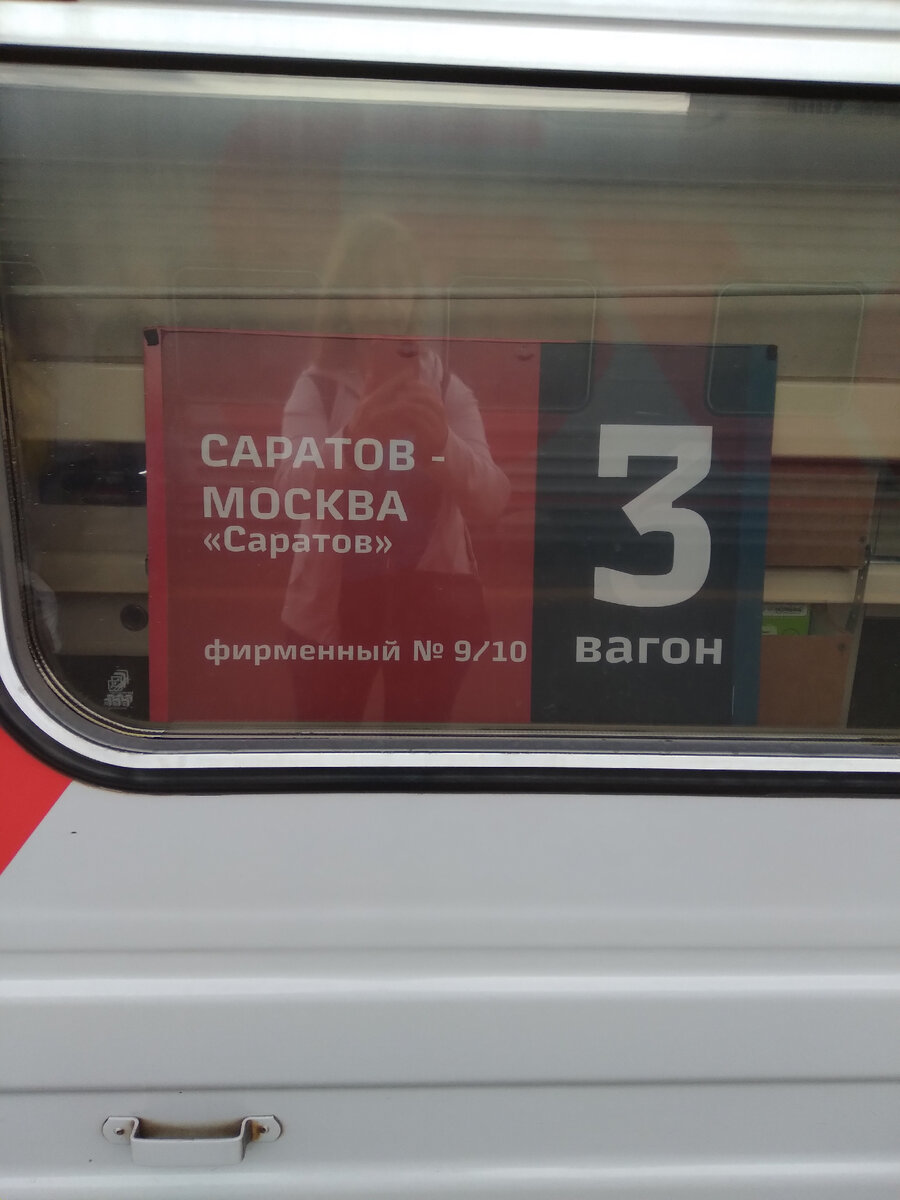 САРАТОВ -
МОСКВА
«Саратов»
фирменный № 9/10
3
вагон